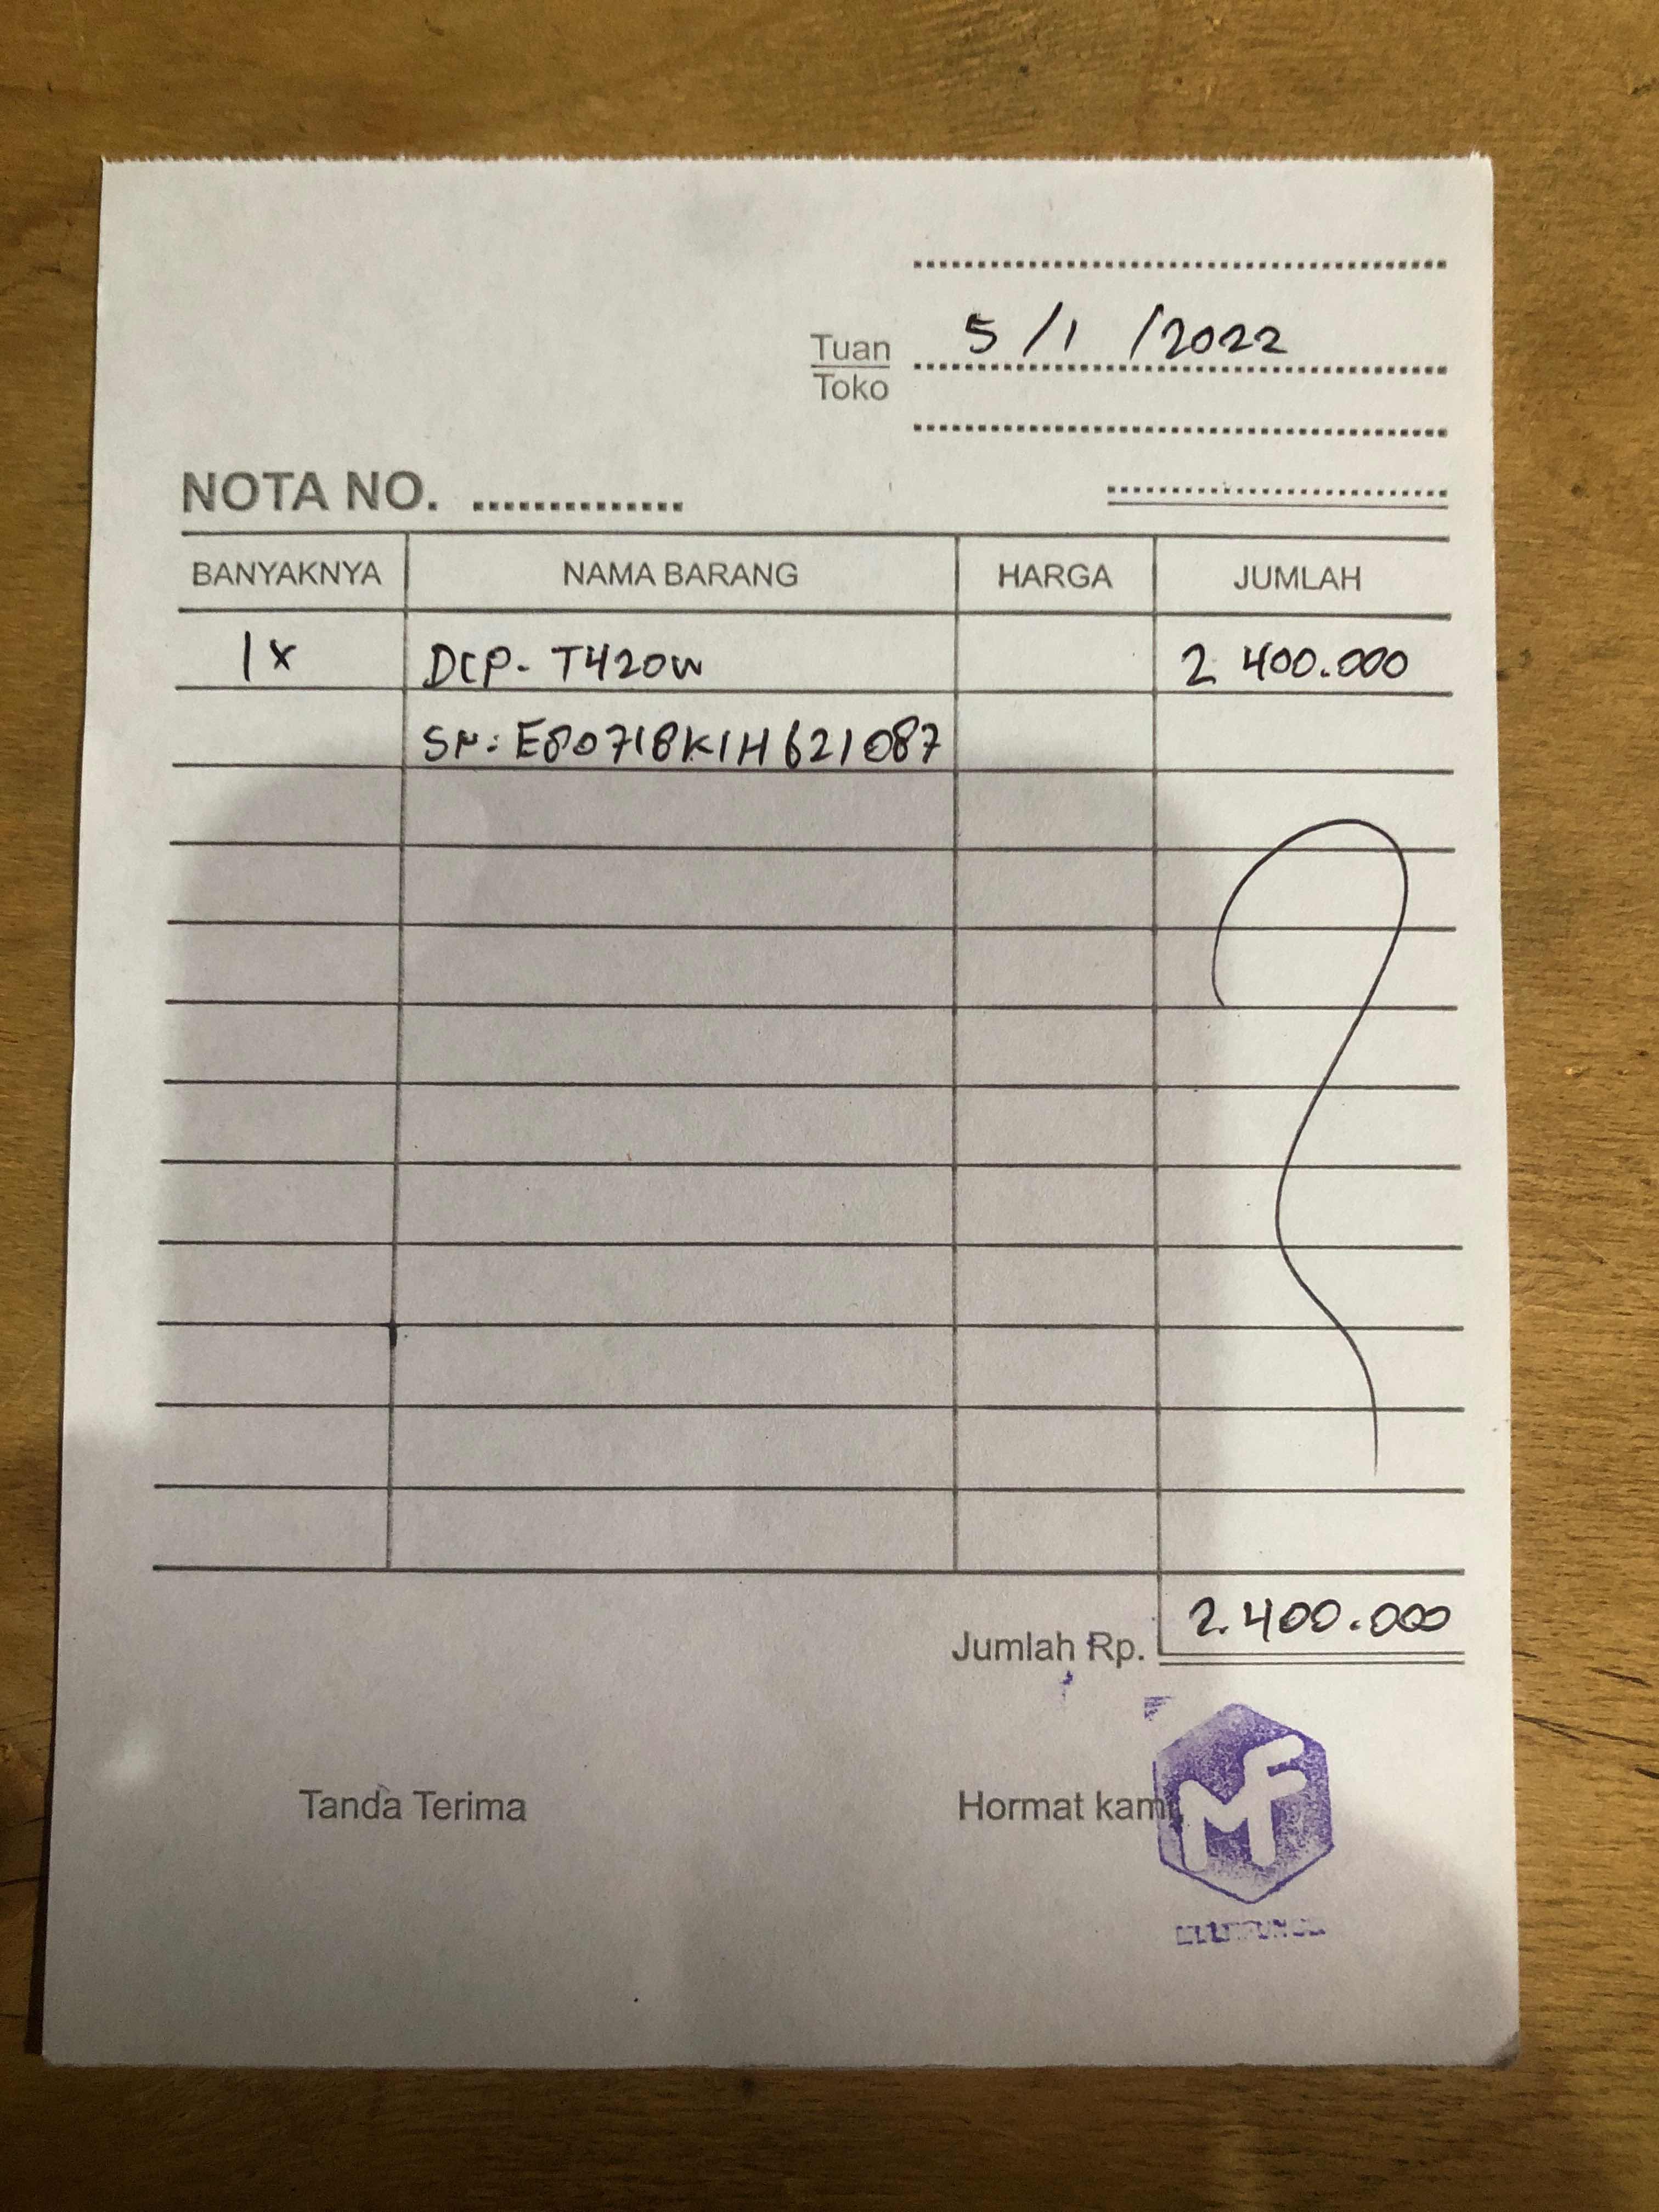 5/1/2022
Tuan
Toko
NOTA NO. ..............
BANYAKNYA NAMA BARANG HARGA JUMLAH
1x DCP-T420W 2.400.000
SN: E80718K1H621087
Jumlah Rp. 2.400.000
Tanda Terima Hormat kami
MF